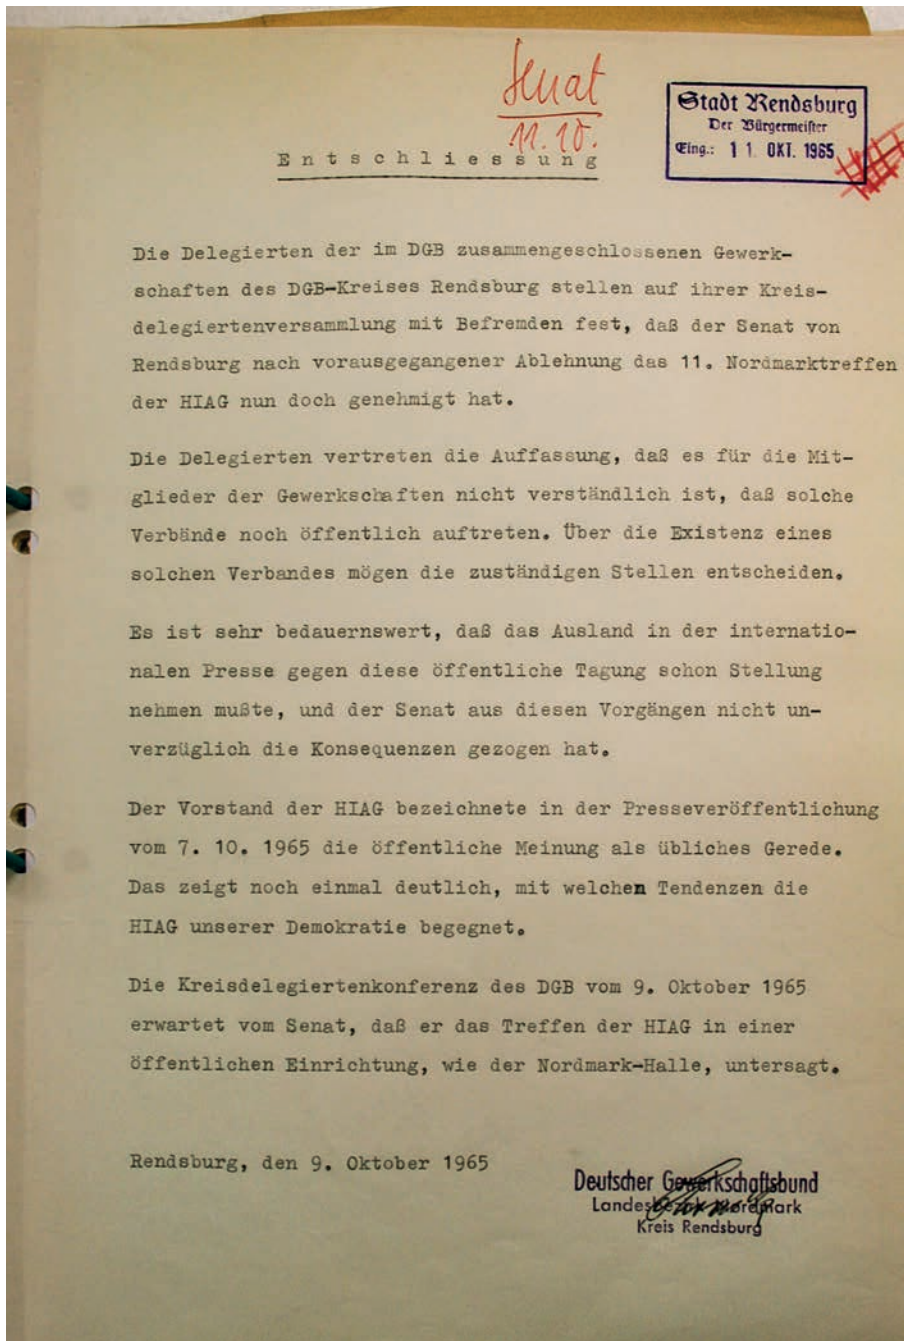 Senat
11.10.
Stadt Rendsburg
Der Bürgermeister
Eing.: 11. OKT. 1965
Entschliessung
Die Delegierten der im DGB zusammengeschlossenen Gewerk-
schaften des DGB-Kreises Rendsburg stellen auf ihrer Kreis-
delegiertenversammlung mit Befremden fest, daß der Senat von
Rendsburg nach vorausgegangener Ablehnung das 11. Nordmarktreffen
der HIAG nun doch genehmigt hat.
Die Delegierten vertreten die Auffassung, daß es für die Mit-
glieder der Gewerkschaften nicht verständlich ist, daß solche
Verbände noch öffentlich auftreten. Über die Existenz eines
solchen Verbandes mögen die zuständigen Stellen entscheiden.
Es ist sehr bedauernswert, daß das Ausland in der internatio-
nalen Presse gegen diese öffentliche Tagung schon Stellung
nehmen mußte, und der Senat aus diesen Vorgängen nicht un-
verzüglich die Konsequenzen gezogen hat.
Der Vorstand der HIAG bezeichnete in der Presseveröffentlichung
vom 7. 10. 1965 die öffentliche Meinung als übliches Gerede.
Das zeigt noch einmal deutlich, mit welchen Tendenzen die
HIAG unserer Demokratie begegnet.
Die Kreisdelegiertenkonferenz des DGB vom 9. Oktober 1965
erwartet vom Senat, daß er das Treffen der HIAG in einer
öffentlichen Einrichtung, wie der Nordmark-Halle, untersagt.
Rendsburg, den 9. Oktober 1965
Deutscher Gewerkschaftsbund
Landesbezirk Nordmark
Kreis Rendsburg